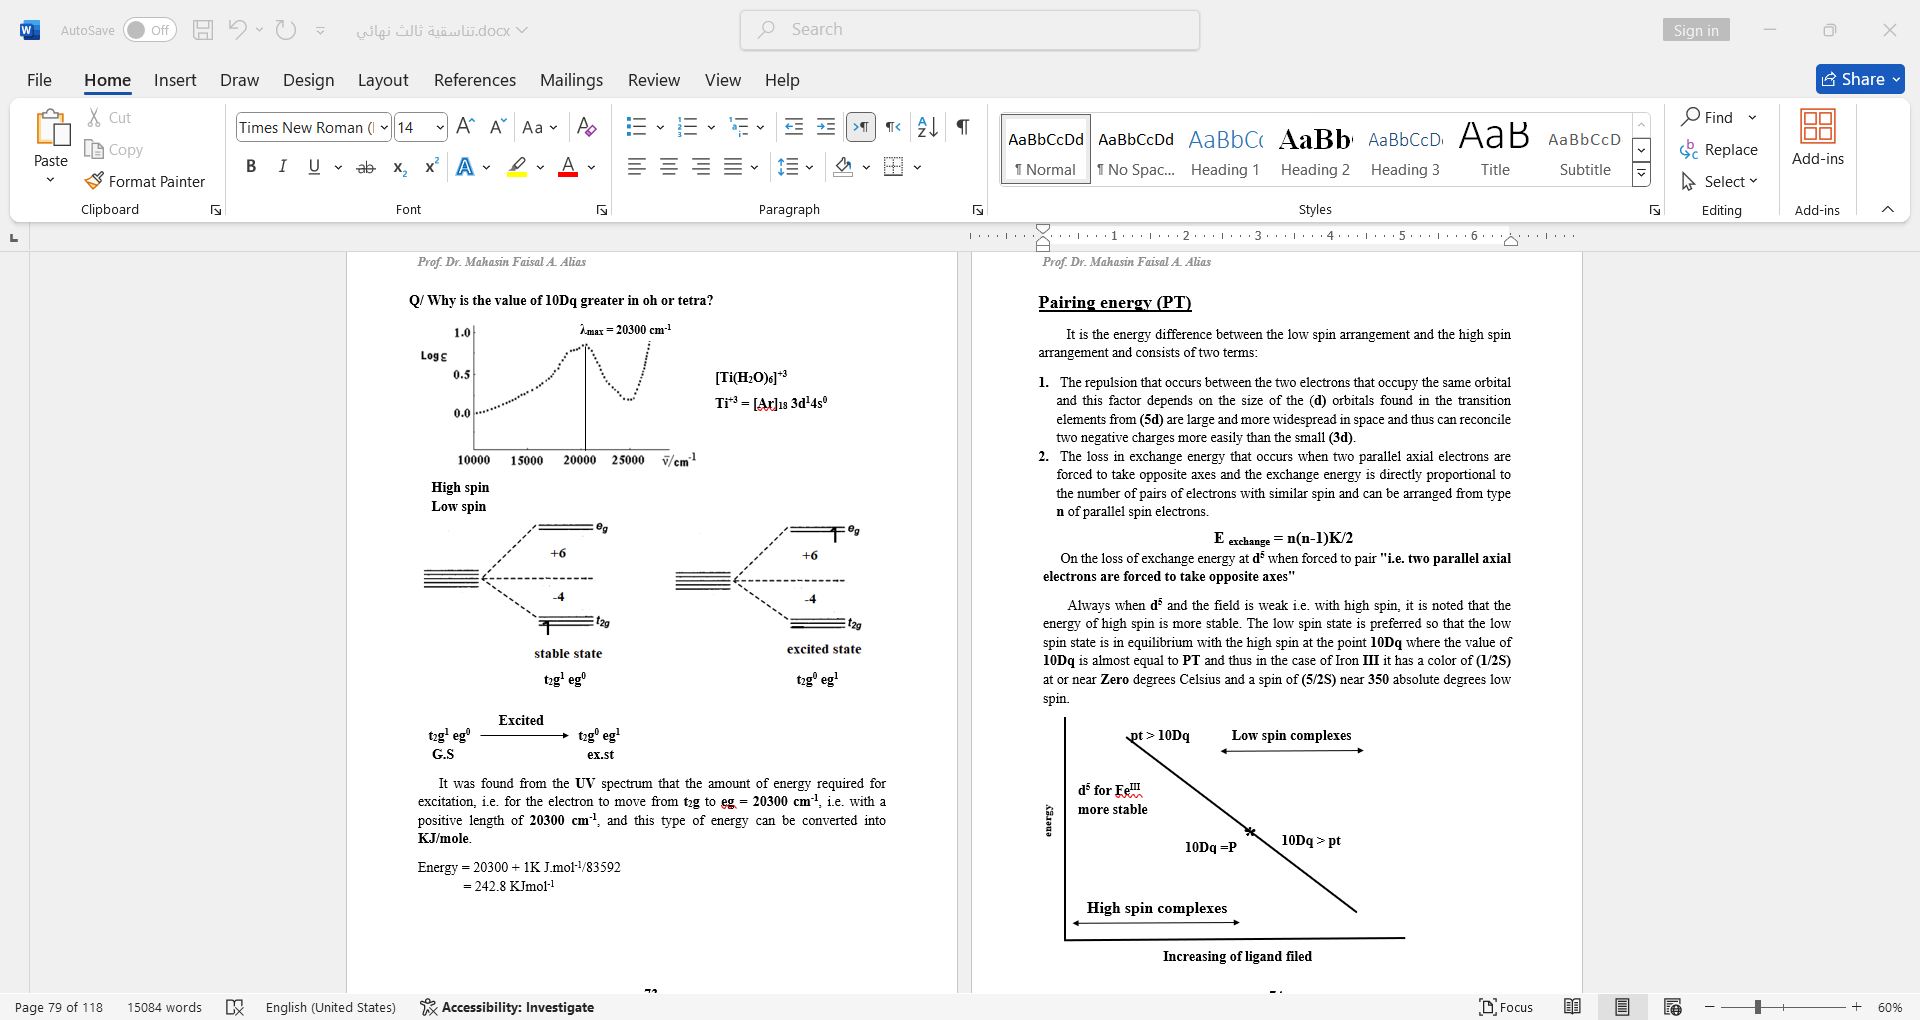 AutoSave Off تناسقية ثالث نهائي.docx Search Sign in
File Home Insert Draw Design Layout References Mailings Review View Help Share
Paste Cut Copy Format Painter Clipboard
Times New Roman ( 14 Aa
B I U ab x₂ x² A A
Font
Paragraph
AaBbCcDd AaBbCcDd AaBbCc AaBb AaBbCcD AaB AaBbCcD
¶ Normal ¶ No Spac... Heading 1 Heading 2 Heading 3 Title Subtitle
Styles
Find
Replace
Select
Editing
Add-ins
Add-ins
1 2 3 4 5 6
Prof. Dr. Mahasin Faisal A. Alias
Q/ Why is the value of 10Dq greater in oh or tetra?
λmax = 20300 cm⁻¹
1.0
Log ε
0.5
0.0
10000 15000 20000 25000 ν̅/cm⁻¹
[Ti(H₂O)₆]⁺³
Ti⁺³ = [Ar]₁₈ 3d¹4s⁰
High spin
Low spin
eg +6 -4 t₂g
stable state
t₂g¹ eg⁰
eg +6 -4 t₂g
excited state
t₂g⁰ eg¹
Excited
t₂g¹ eg⁰ t₂g⁰ eg¹
G.S ex.st
It was found from the UV spectrum that the amount of energy required for
excitation, i.e. for the electron to move from t₂g to eg = 20300 cm⁻¹, i.e. with a
positive length of 20300 cm⁻¹, and this type of energy can be converted into
KJ/mole.
Energy = 20300 + 1K J.mol⁻¹/83592
= 242.8 KJmol⁻¹
Prof. Dr. Mahasin Faisal A. Alias
Pairing energy (PT)
It is the energy difference between the low spin arrangement and the high spin
arrangement and consists of two terms:
1. The repulsion that occurs between the two electrons that occupy the same orbital
and this factor depends on the size of the (d) orbitals found in the transition
elements from (5d) are large and more widespread in space and thus can reconcile
two negative charges more easily than the small (3d).
2. The loss in exchange energy that occurs when two parallel axial electrons are
forced to take opposite axes and the exchange energy is directly proportional to
the number of pairs of electrons with similar spin and can be arranged from type
n of parallel spin electrons.
E exchange = n(n-1)K/2
On the loss of exchange energy at d⁵ when forced to pair "i.e. two parallel axial
electrons are forced to take opposite axes"
Always when d⁵ and the field is weak i.e. with high spin, it is noted that the
energy of high spin is more stable. The low spin state is preferred so that the low
spin state is in equilibrium with the high spin at the point 10Dq where the value of
10Dq is almost equal to PT and thus in the case of Iron III it has a color of (1/2S)
at or near Zero degrees Celsius and a spin of (5/2S) near 350 absolute degrees low
spin.
pt > 10Dq Low spin complexes
d⁵ for Feᴵᴵᴵ
more stable
energy
10Dq =P 10Dq > pt
High spin complexes
Increasing of ligand filed
Page 79 of 118 15084 words English (United States) Accessibility: Investigate Focus 60%